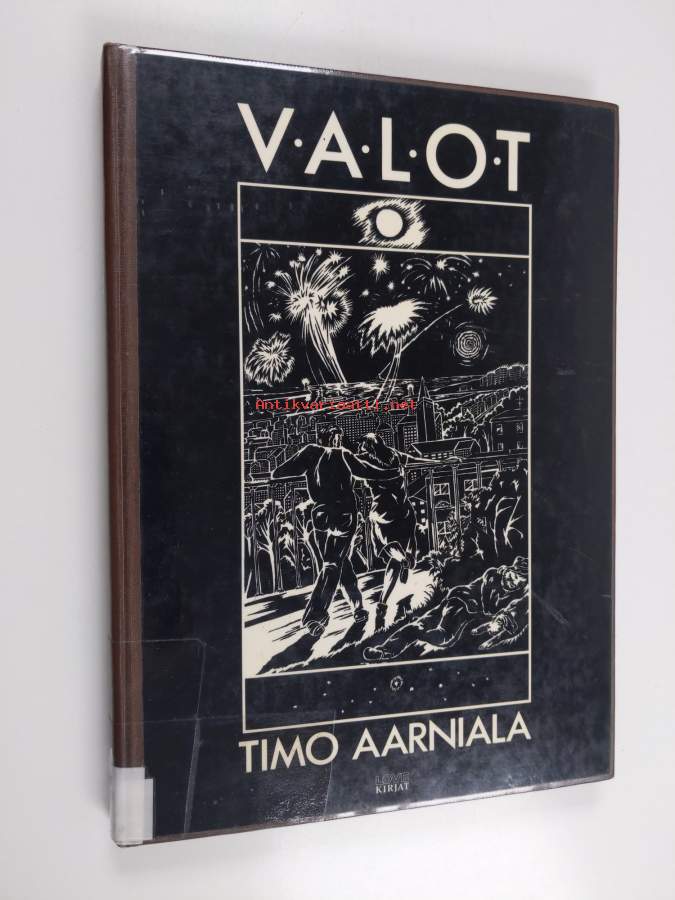 V·A·L·O·T
Antikvariaatti.net
TIMO AARNIALA
LOVE
KIRJAT